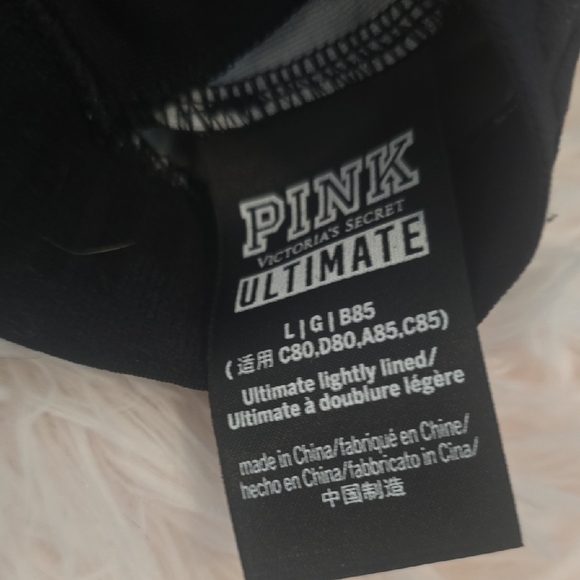 PINK
VICTORIA'S SECRET
ULTIMATE
L|G|B85
(适用 C80,D80,A85,C85)
Ultimate lightly lined/
Ultimate à doublure légère
made in China/fabriqué en Chine/
hecho en China/fabbricato in Cina/
中国制造